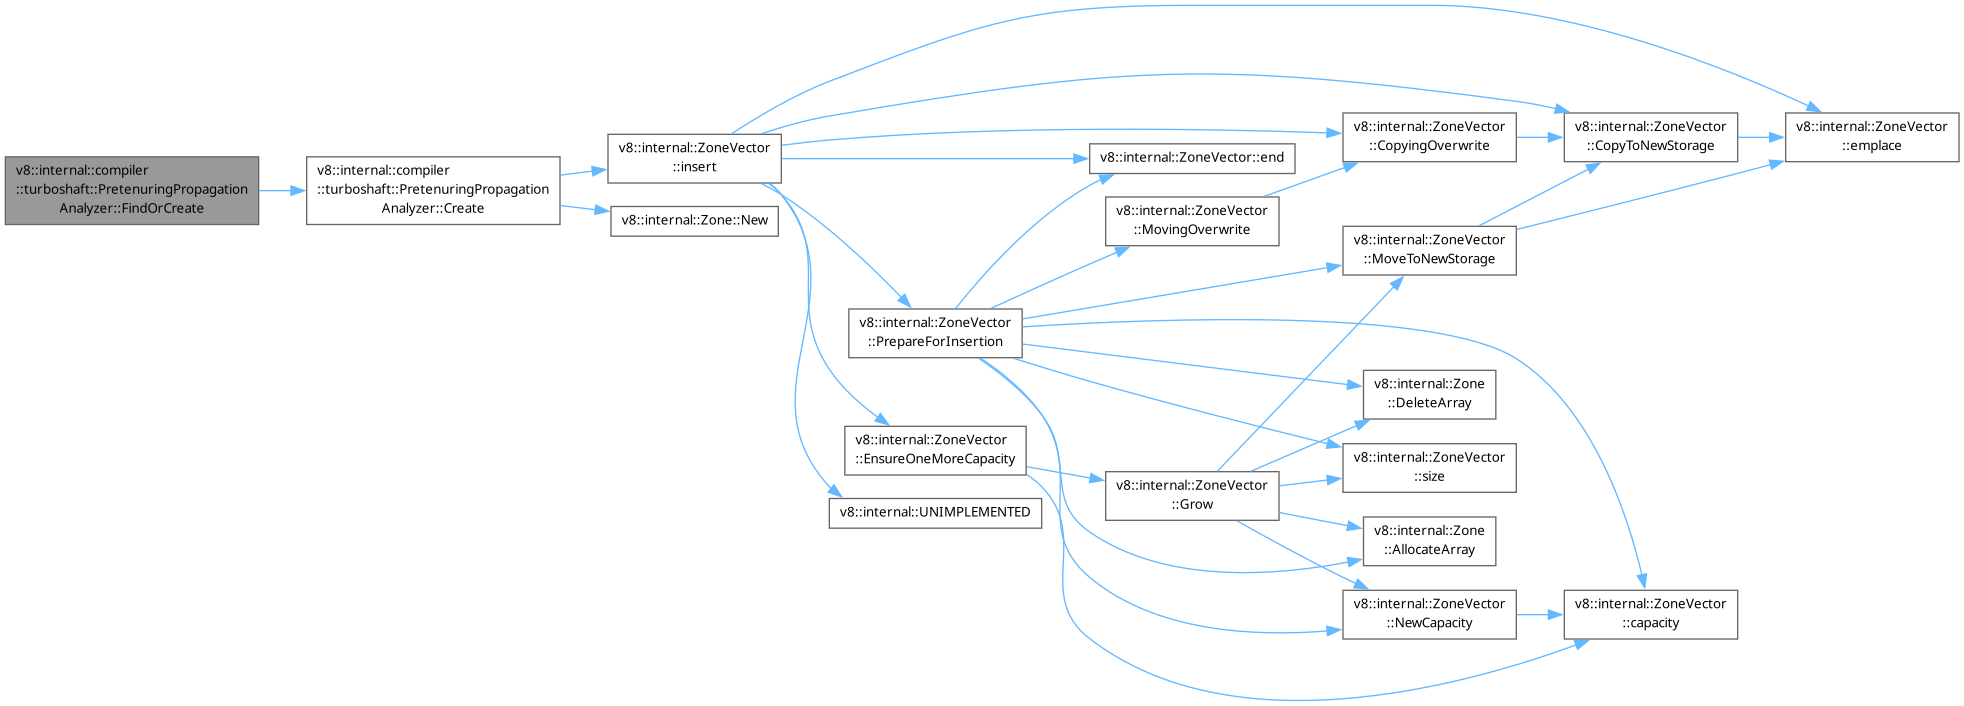 v8::internal::compiler
::turboshaft::PretenuringPropagation
Analyzer::FindOrCreate
v8::internal::compiler
::turboshaft::PretenuringPropagation
Analyzer::Create
v8::internal::ZoneVector
::insert
v8::internal::Zone::New
v8::internal::ZoneVector
::PrepareForInsertion
v8::internal::ZoneVector
::EnsureOneMoreCapacity
v8::internal::UNIMPLEMENTED
v8::internal::ZoneVector::end
v8::internal::ZoneVector
::MovingOverwrite
v8::internal::ZoneVector
::Grow
v8::internal::ZoneVector
::CopyingOverwrite
v8::internal::ZoneVector
::MoveToNewStorage
v8::internal::Zone
::DeleteArray
v8::internal::ZoneVector
::size
v8::internal::Zone
::AllocateArray
v8::internal::ZoneVector
::NewCapacity
v8::internal::ZoneVector
::CopyToNewStorage
v8::internal::ZoneVector
::capacity
v8::internal::ZoneVector
::emplace